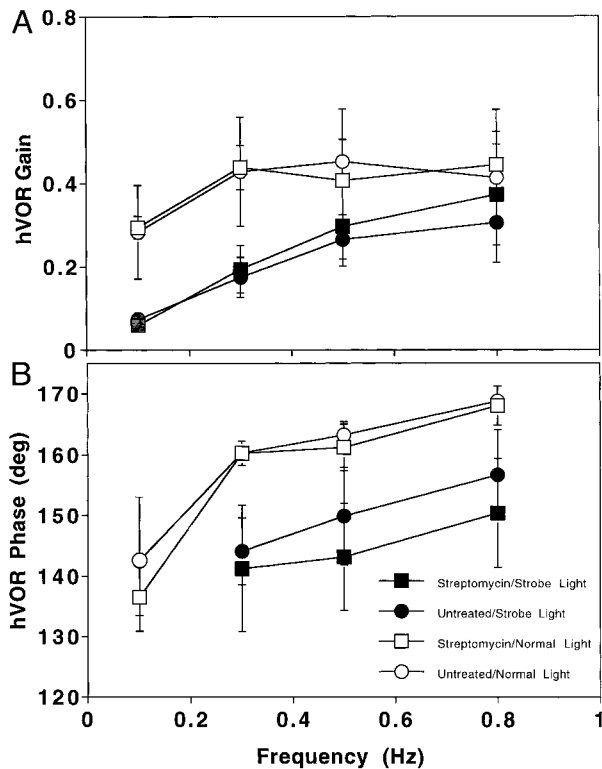 A
0.8
0.6
0.4
0.2
0
hVOR Gain
B
170
160
150
140
130
120
hVOR Phase (deg)
Streptomycin/Strobe Light
Untreated/Strobe Light
Streptomycin/Normal Light
Untreated/Normal Light
0 0.2 0.4 0.6 0.8 1
Frequency (Hz)